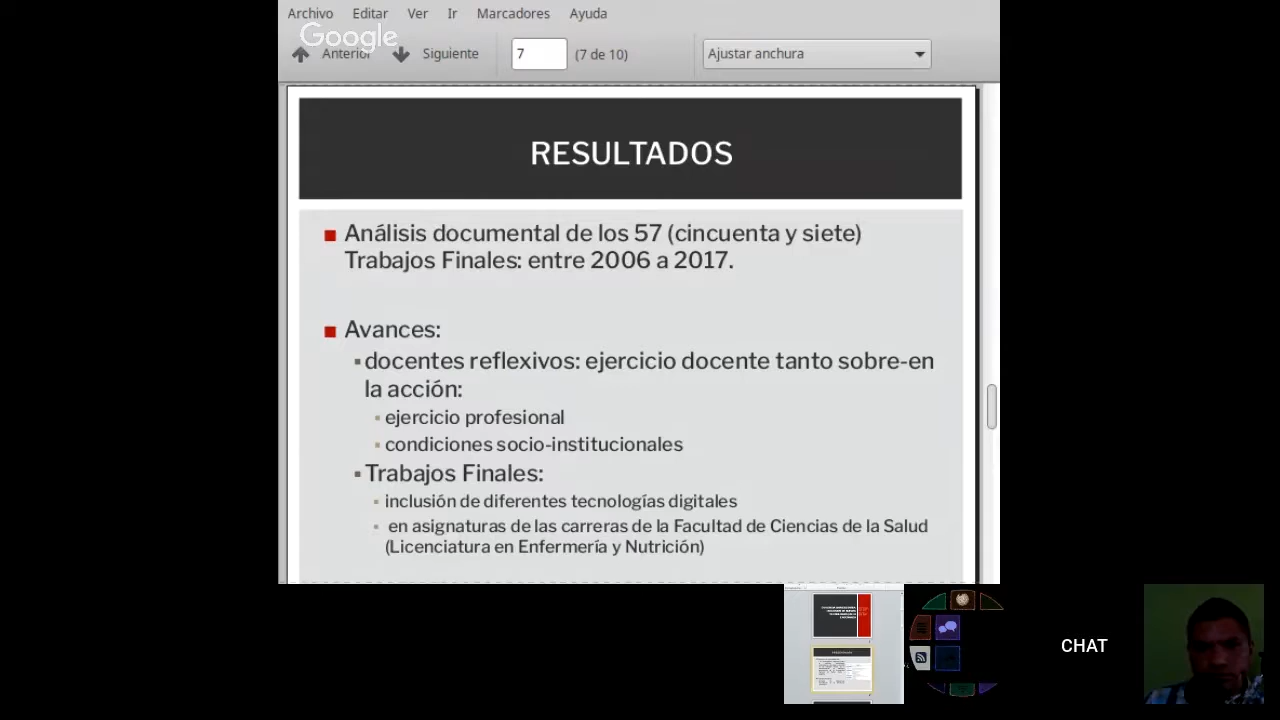 Archivo Editar Ver Ir Marcadores Ayuda
Google
Anterior Siguiente 7 (7 de 10) Ajustar anchura
RESULTADOS
Análisis documental de los 57 (cincuenta y siete)
Trabajos Finales: entre 2006 a 2017.
Avances:
docentes reflexivos: ejercicio docente tanto sobre-en
la acción:
ejercicio profesional
condiciones socio-institucionales
Trabajos Finales:
inclusión de diferentes tecnologías digitales
en asignaturas de las carreras de la Facultad de Ciencias de la Salud
(Licenciatura en Enfermería y Nutrición)
CHAT